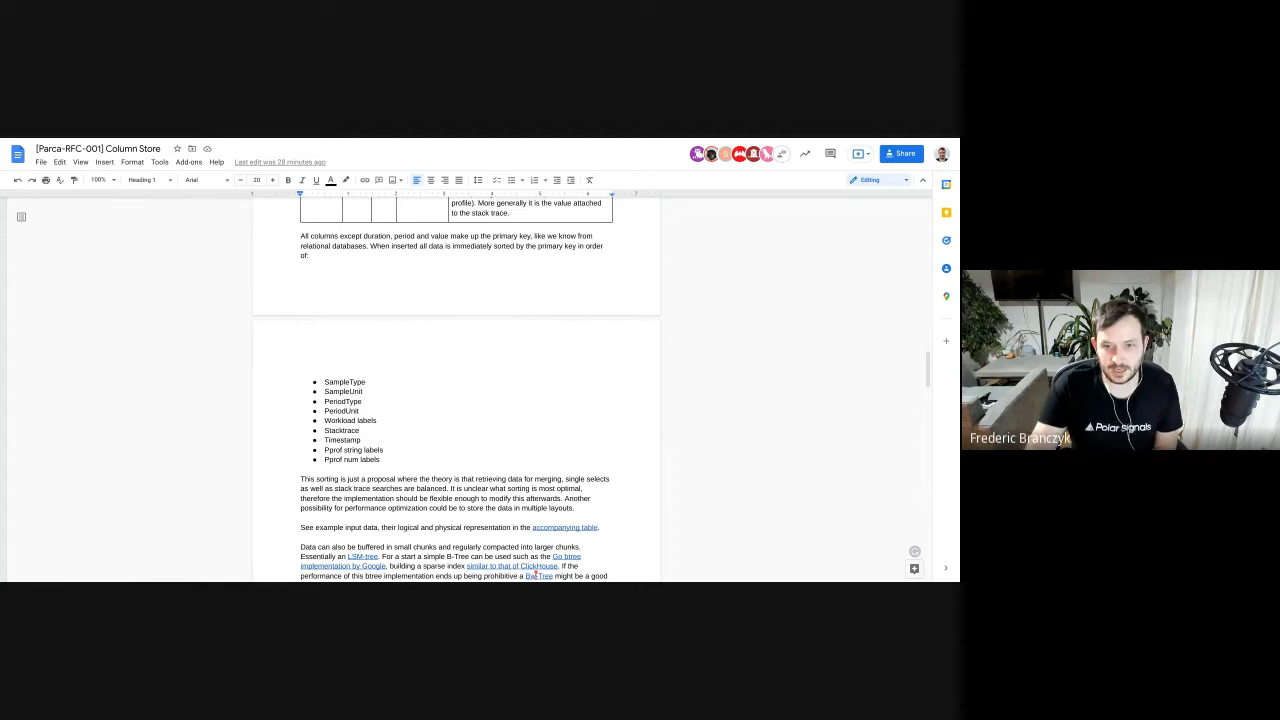 [Parca-RFC-001] Column Store
File Edit View Insert Format Tools Add-ons Help Last edit was 28 minutes ago
Share
100% Heading 1 Arial 20 Editing
1 1 2 3 4 5 6 7
profile). More generally it is the value attached
to the stack trace.
All columns except duration, period and value make up the primary key, like we know from
relational databases. When inserted all data is immediately sorted by the primary key in order
of:
● SampleType
● SampleUnit
● PeriodType
● PeriodUnit
● Workload labels
● Stacktrace
● Timestamp
● Pprof string labels
● Pprof num labels
This sorting is just a proposal where the theory is that retrieving data for merging, single selects
as well as stack trace searches are balanced. It is unclear what sorting is most optimal,
therefore the implementation should be flexible enough to modify this afterwards. Another
possibility for performance optimization could be to store the data in multiple layouts.
See example input data, their logical and physical representation in the accompanying table.
Data can also be buffered in small chunks and regularly compacted into larger chunks.
Essentially an LSM-tree. For a start a simple B-Tree can be used such as the Go btree
implementation by Google, building a sparse index similar to that of ClickHouse. If the
performance of this btree implementation ends up being prohibitive a Bw-Tree might be a good
Polar Signals
Frederic Branczyk